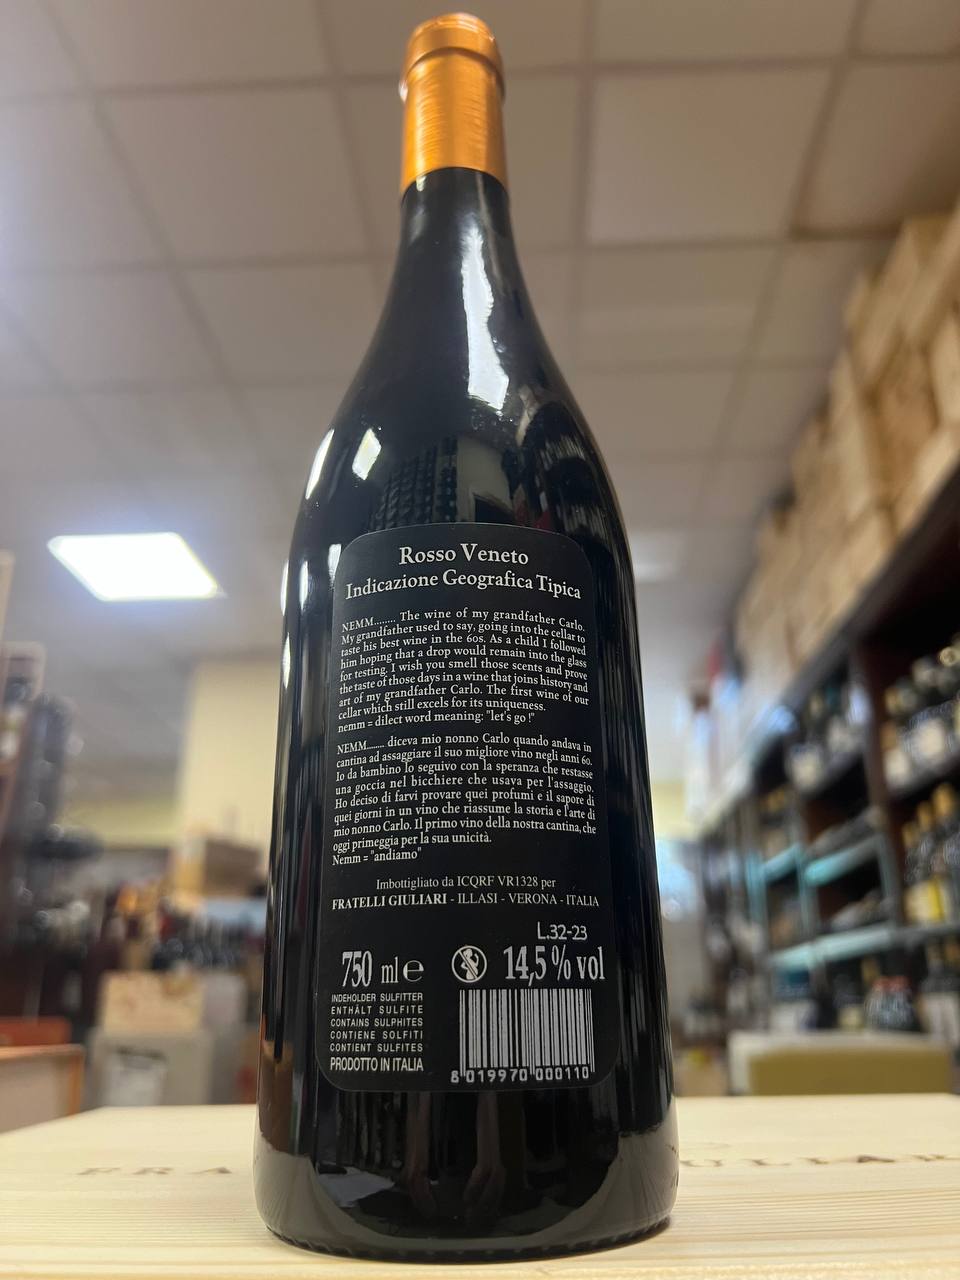 Rosso Veneto
Indicazione Geografica Tipica
NEMM........ The wine of my grandfather Carlo.
My grandfather used to say, going into the cellar to
taste his best wine in the 60s. As a child I followed
him hoping that a drop would remain into the glass
for testing. I wish you smell those scents and prove
the taste of those days in a wine that joins history and
art of my grandfather Carlo. The first wine of our
cellar which still excels for its uniqueness.
nemm = dilect word meaning: "let's go !"
NEMM........ diceva mio nonno Carlo quando andava in
cantina ad assaggiare il suo migliore vino negli anni 60.
Io da bambino lo seguivo con la speranza che restasse
una goccia nel bicchiere che usava per l'assaggio.
Ho deciso di farvi provare quei profumi e il sapore di
quei giorni in un vino che riassume la storia e l'arte di
mio nonno Carlo. Il primo vino della nostra cantina, che
oggi primeggia per la sua unicità.
Nemm = "andiamo"
Imbottigliato da ICQRF VR1328 per
FRATELLI GIULIARI - ILLASI - VERONA - ITALIA
L.32-23
750 ml e 14,5% vol
INDEHOLDER SULFITTER
ENTHÄLT SULFITE
CONTAINS SULPHITES
CONTIENE SOLFITI
CONTIENT SULFITES
PRODOTTO IN ITALIA
8 019970 000110